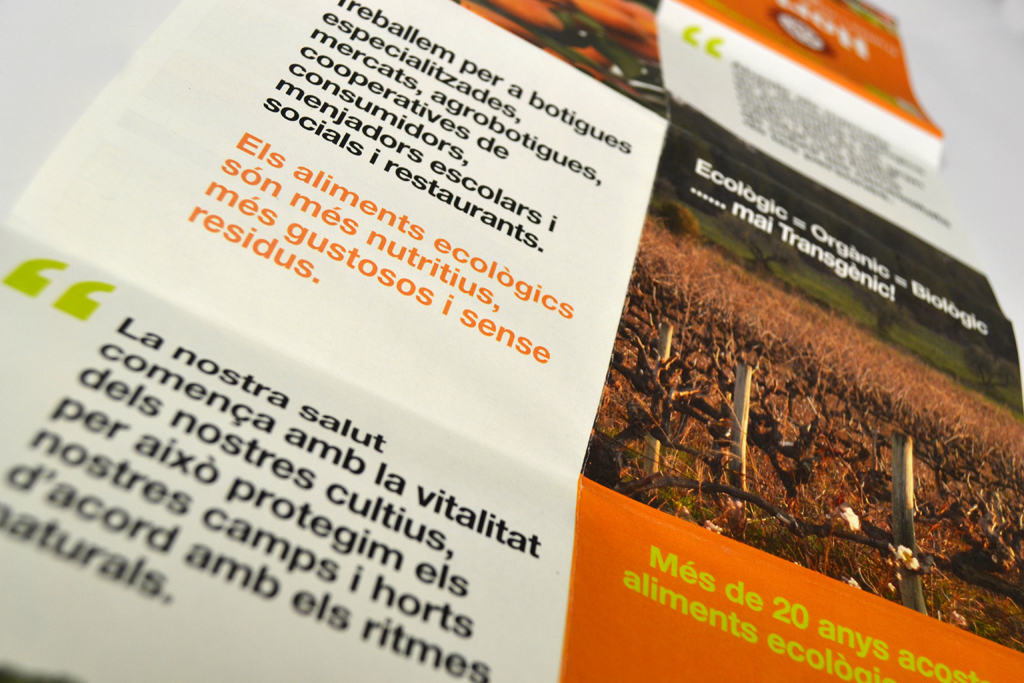 Treballem per a botigues
especialitzades,
mercats, agrobotigues,
cooperatives de
consumidors,
menjadors escolars i
socials i restaurants.
Els aliments ecològics
són més nutritius,
més gustosos i sense
residus.
“
La nostra salut
comença amb la vitalitat
dels nostres cultius,
per això protegim els
nostres camps i horts
d'acord amb els ritmes
naturals.
“
Ecològic = Orgànic = Biològic
...... mai Transgènic!
Més de 20 anys
aliments